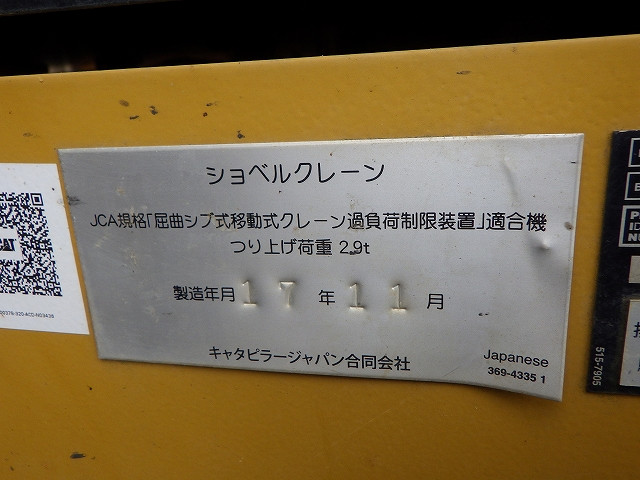 ショベルクレーン
JCA規格「屈曲ジブ式移動式クレーン過負荷制限装置」適合機
つり上げ荷重 2.9t
製造年月 17 年 11 月
キャタピラージャパン合同会社
Japanese
369-4335 1
CAT
515-7905